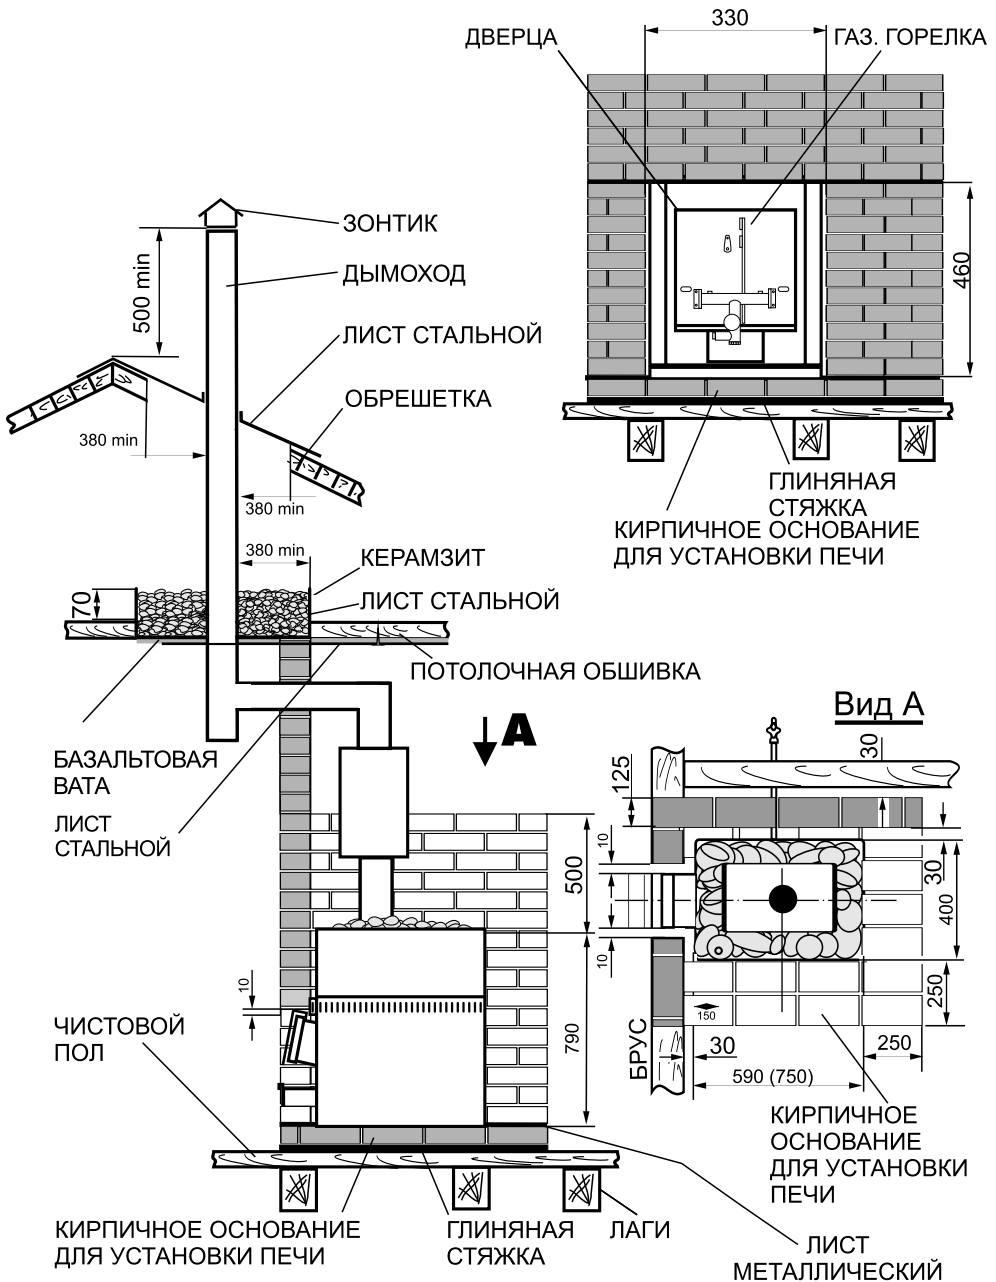 330
ДВЕРЦА
ГАЗ. ГОРЕЛКА
460
ГЛИНЯНАЯ
СТЯЖКА
КИРПИЧНОЕ ОСНОВАНИЕ
ДЛЯ УСТАНОВКИ ПЕЧИ
ЗОНТИК
500 min
ДЫМОХОД
ЛИСТ СТАЛЬНОЙ
ОБРЕШЕТКА
380 min
380 min
380 min
КЕРАМЗИТ
70
ЛИСТ СТАЛЬНОЙ
ПОТОЛОЧНАЯ ОБШИВКА
БАЗАЛЬТОВАЯ
ВАТА
ЛИСТ
СТАЛЬНОЙ
А
500
790
10
ЧИСТОВОЙ
ПОЛ
КИРПИЧНОЕ ОСНОВАНИЕ
ДЛЯ УСТАНОВКИ ПЕЧИ
ГЛИНЯНАЯ
СТЯЖКА
ЛАГИ
ЛИСТ
МЕТАЛЛИЧЕСКИЙ
Вид А
30
125
10
30
400
10
250
150
БРУС
30
250
590 (750)
КИРПИЧНОЕ
ОСНОВАНИЕ
ДЛЯ УСТАНОВКИ
ПЕЧИ